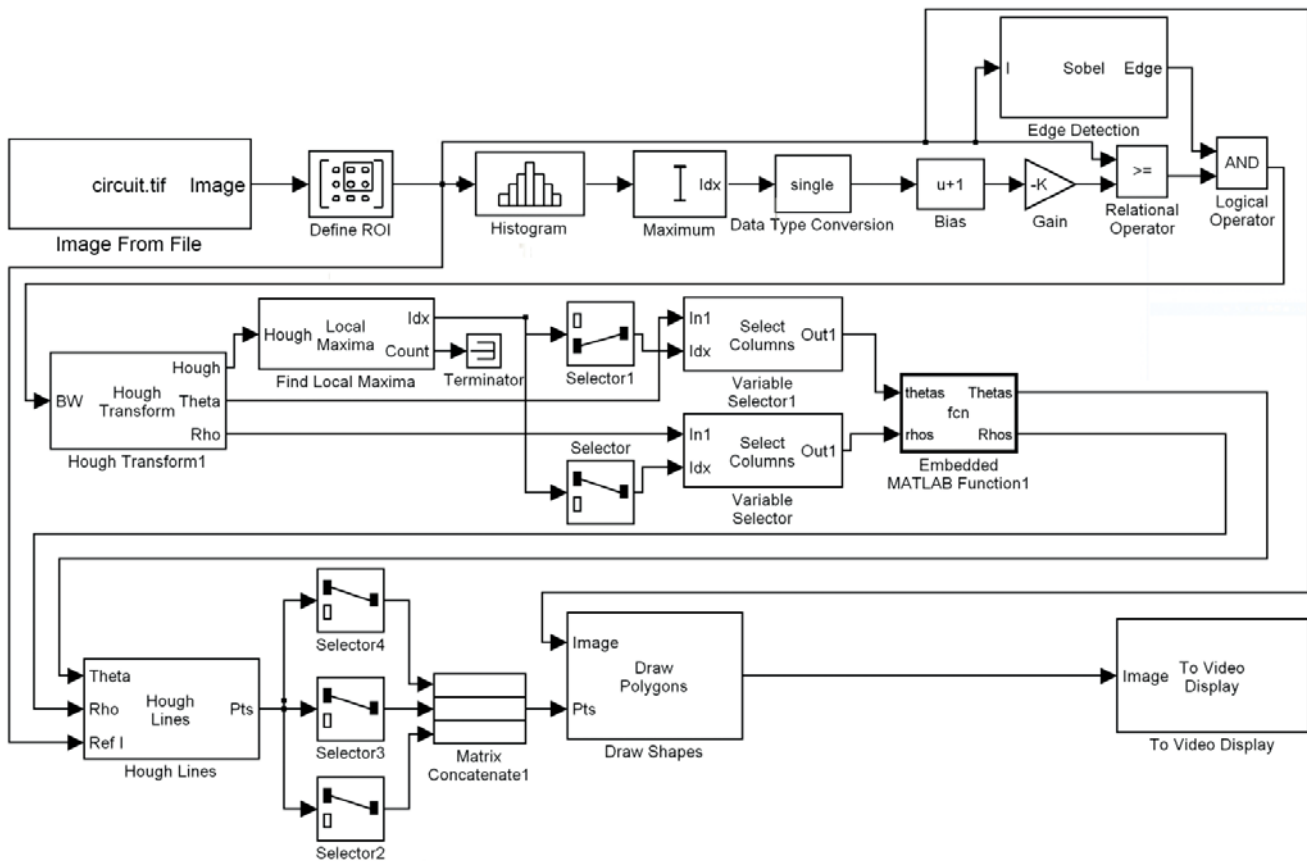 I Sobel Edge
Edge Detection
circuit.tif Image
Image From File
Define ROI
Histogram
Idx
Maximum
single
Data Type Conversion
u+1
Bias
-K
Gain
>=
Relational
Operator
AND
Logical
Operator
BW
Hough
Transform
Hough
Theta
Rho
Hough Transform1
Hough
Local
Maxima
Idx
Count
Find Local Maxima
Terminator
Selector1
Selector
In1
Idx
Select
Columns
Out1
Variable
Selector1
In1
Idx
Select
Columns
Out1
Variable
Selector
thetas
rhos
fcn
Thetas
Rhos
Embedded
MATLAB Function1
Theta
Rho
Ref I
Hough
Lines
Pts
Hough Lines
Selector4
Selector3
Selector2
Matrix
Concatenate1
Image
Pts
Draw
Polygons
Draw Shapes
Image
To Video
Display
To Video Display